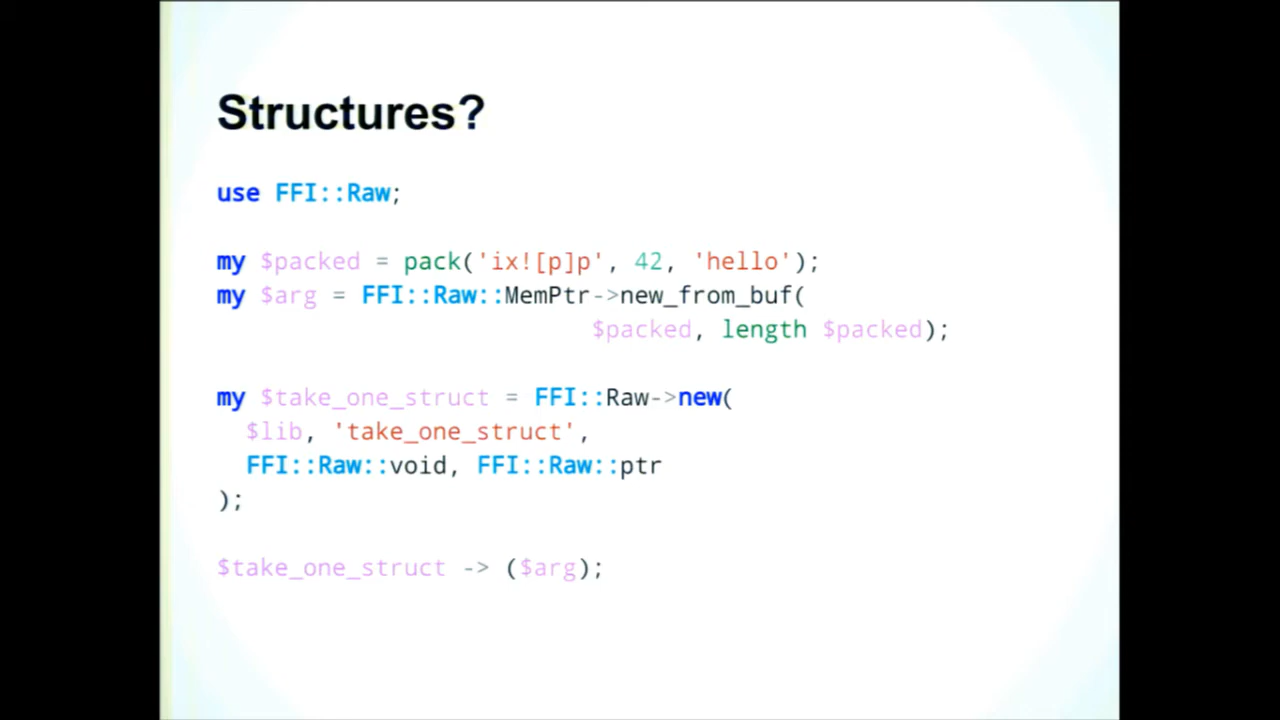 Structures?
use FFI::Raw;
my $packed = pack('ix![p]p', 42, 'hello');
my $arg = FFI::Raw::MemPtr->new_from_buf(
$packed, length $packed);
my $take_one_struct = FFI::Raw->new(
$lib, 'take_one_struct',
FFI::Raw::void, FFI::Raw::ptr
);
$take_one_struct -> ($arg);